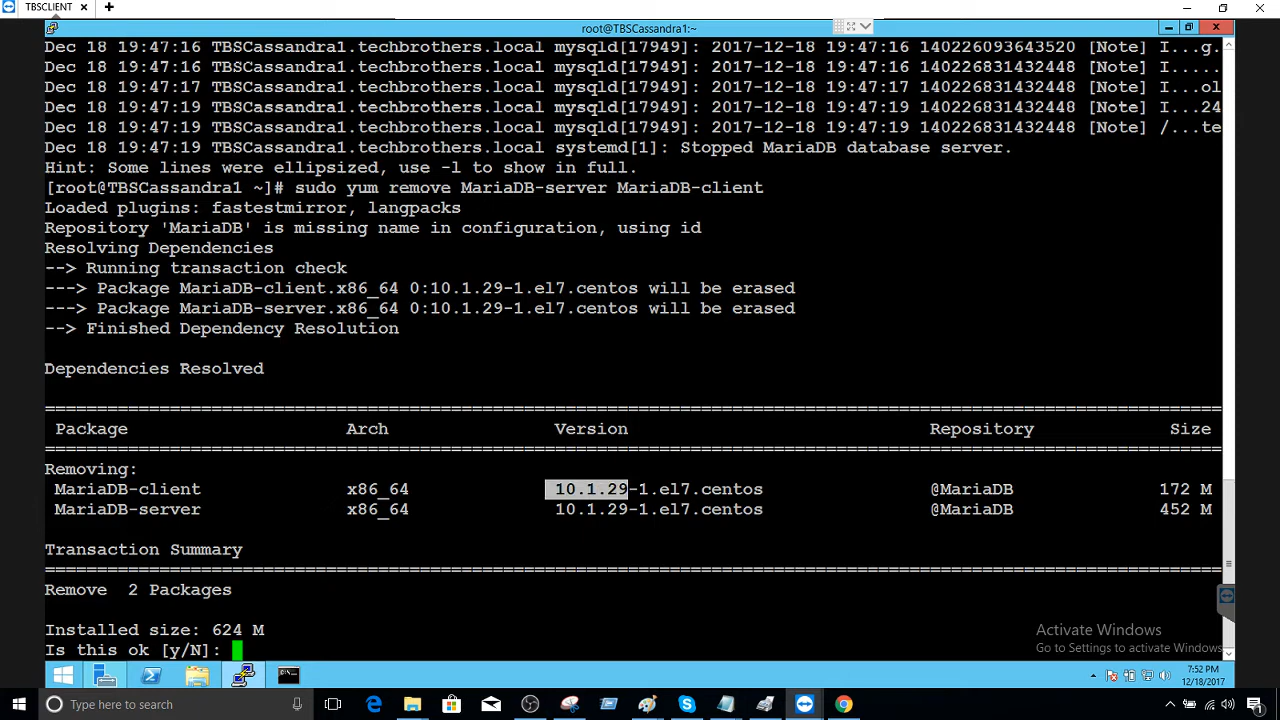 TBSCLIENT
root@TBSCassandra1:~
Dec 18 19:47:16 TBSCassandra1.techbrothers.local mysqld[17949]: 2017-12-18 19:47:16 140226093643520 [Note] I...g.
Dec 18 19:47:16 TBSCassandra1.techbrothers.local mysqld[17949]: 2017-12-18 19:47:16 140226831432448 [Note] I.....
Dec 18 19:47:17 TBSCassandra1.techbrothers.local mysqld[17949]: 2017-12-18 19:47:17 140226831432448 [Note] I...ol
Dec 18 19:47:19 TBSCassandra1.techbrothers.local mysqld[17949]: 2017-12-18 19:47:19 140226831432448 [Note] I...24
Dec 18 19:47:19 TBSCassandra1.techbrothers.local mysqld[17949]: 2017-12-18 19:47:19 140226831432448 [Note] /...te
Dec 18 19:47:19 TBSCassandra1.techbrothers.local systemd[1]: Stopped MariaDB database server.
Hint: Some lines were ellipsized, use -l to show in full.
[root@TBSCassandra1 ~]# sudo yum remove MariaDB-server MariaDB-client
Loaded plugins: fastestmirror, langpacks
Repository 'MariaDB' is missing name in configuration, using id
Resolving Dependencies
--> Running transaction check
---> Package MariaDB-client.x86_64 0:10.1.29-1.el7.centos will be erased
---> Package MariaDB-server.x86_64 0:10.1.29-1.el7.centos will be erased
--> Finished Dependency Resolution
Dependencies Resolved
Package Arch Version Repository Size
Removing:
MariaDB-client x86_64 10.1.29-1.el7.centos @MariaDB 172 M
MariaDB-server x86_64 10.1.29-1.el7.centos @MariaDB 452 M
Transaction Summary
Remove 2 Packages
Installed size: 624 M
Is this ok [y/N]:
Activate Windows
Go to Settings to activate Windows.
7:52 PM
12/18/2017
Type here to search